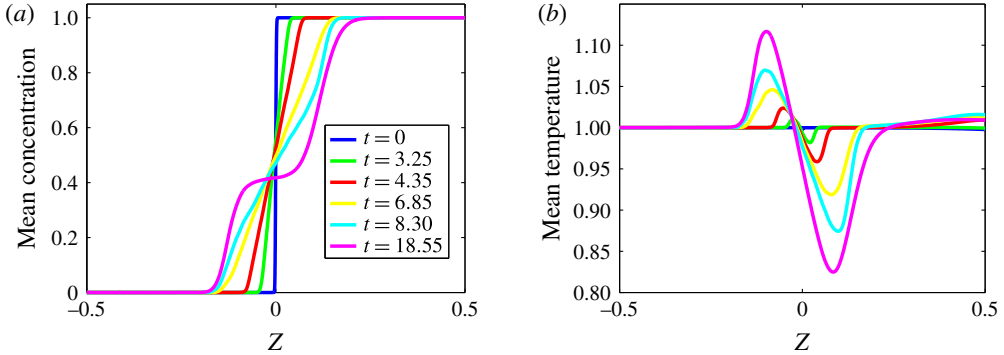 (a)
Mean concentration
1.0
0.8
0.6
0.4
0.2
0
−0.5
0
0.5
Z
t = 0
t = 3.25
t = 4.35
t = 6.85
t = 8.30
t = 18.55
(b)
Mean temperature
1.10
1.05
1.00
0.95
0.90
0.85
0.80
−0.5
0
0.5
Z